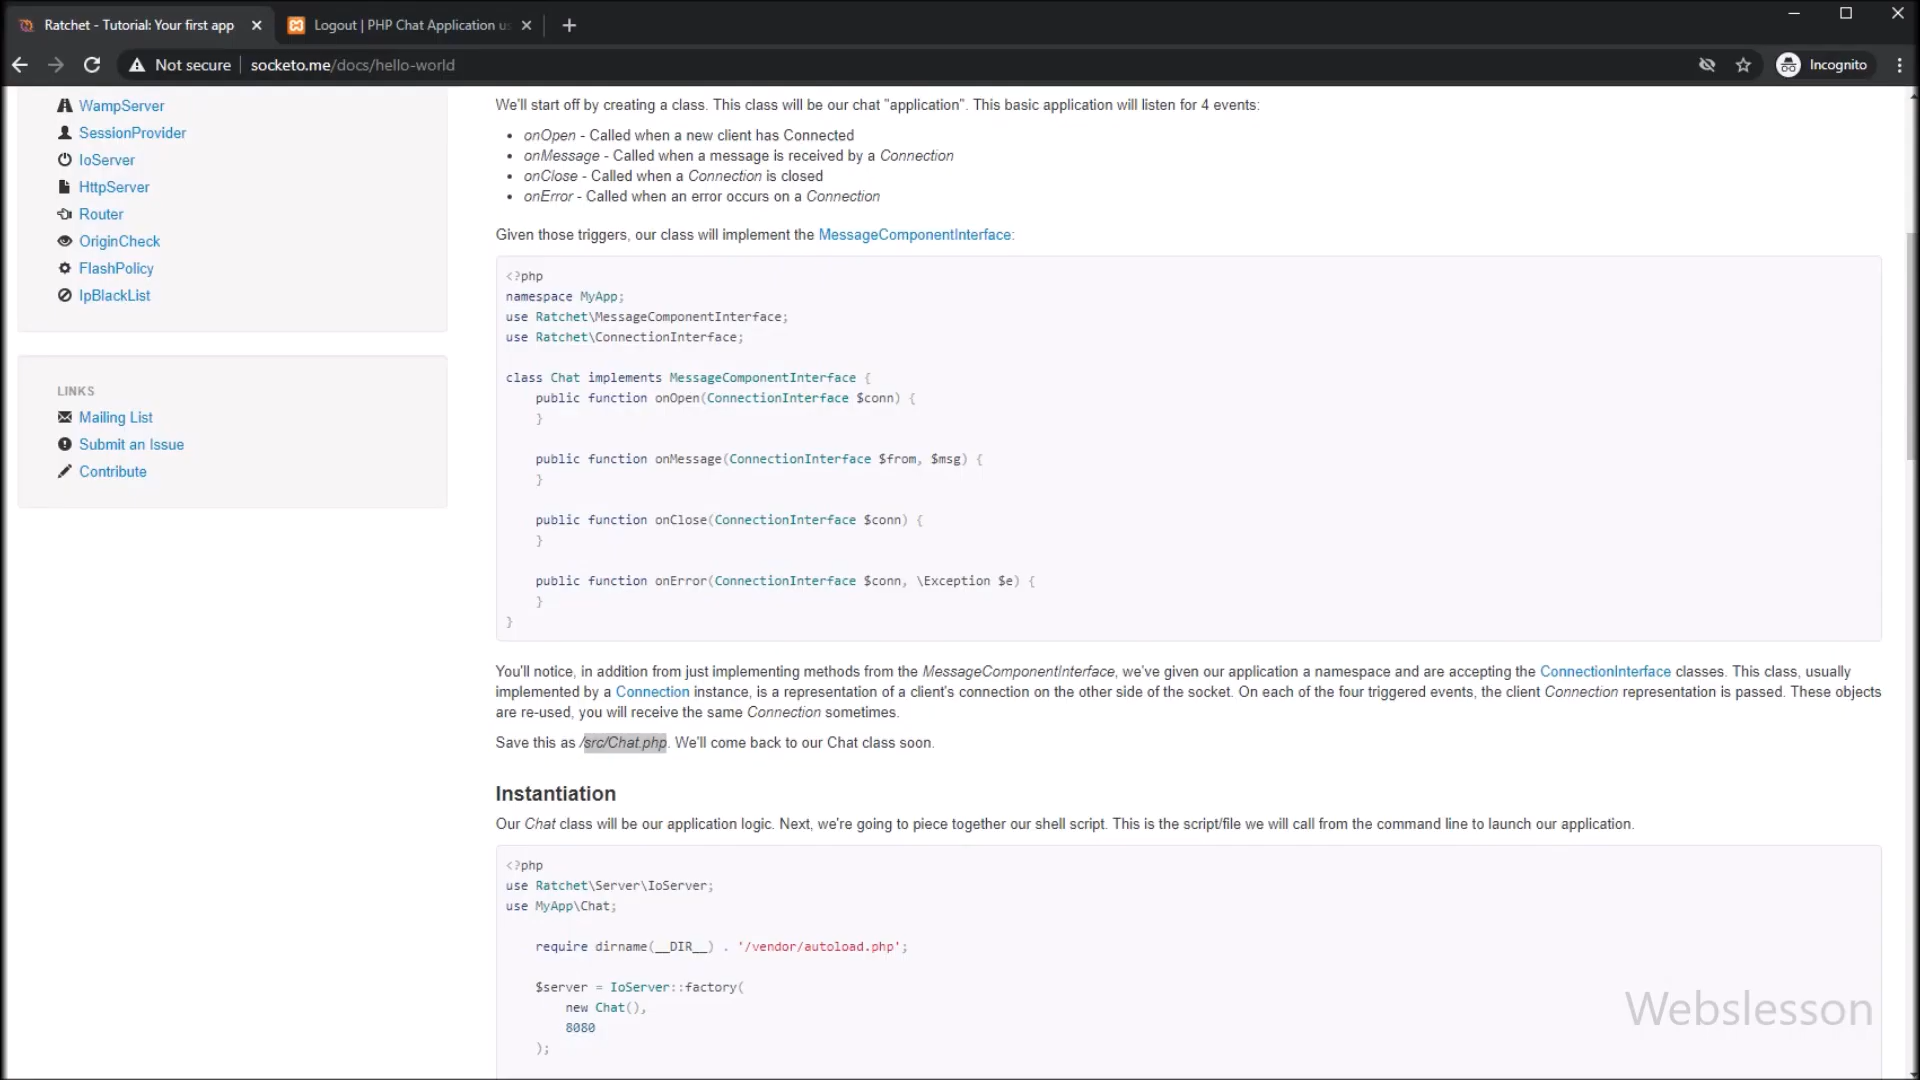 Ratchet - Tutorial: Your first app
Logout | PHP Chat Application us
Not secure
socketo.me/docs/hello-world
Incognito
WampServer
SessionProvider
IoServer
HttpServer
Router
OriginCheck
FlashPolicy
IpBlackList
LINKS
Mailing List
Submit an Issue
Contribute
We'll start off by creating a class. This class will be our chat "application". This basic application will listen for 4 events:
• onOpen - Called when a new client has Connected
• onMessage - Called when a message is received by a Connection
• onClose - Called when a Connection is closed
• onError - Called when an error occurs on a Connection
Given those triggers, our class will implement the MessageComponentInterface:
<?php
namespace MyApp;
use Ratchet\MessageComponentInterface;
use Ratchet\ConnectionInterface;
class Chat implements MessageComponentInterface {
public function onOpen(ConnectionInterface $conn) {
}
public function onMessage(ConnectionInterface $from, $msg) {
}
public function onClose(ConnectionInterface $conn) {
}
public function onError(ConnectionInterface $conn, \Exception $e) {
}
}
You'll notice, in addition from just implementing methods from the MessageComponentInterface, we've given our application a namespace and are accepting the ConnectionInterface classes. This class, usually
implemented by a Connection instance, is a representation of a client's connection on the other side of the socket. On each of the four triggered events, the client Connection representation is passed. These objects
are re-used, you will receive the same Connection sometimes.
Save this as /src/Chat.php. We'll come back to our Chat class soon.
Instantiation
Our Chat class will be our application logic. Next, we're going to piece together our shell script. This is the script/file we will call from the command line to launch our application.
<?php
use Ratchet\Server\IoServer;
use MyApp\Chat;
require dirname(__DIR__) . '/vendor/autoload.php';
$server = IoServer::factory(
new Chat(),
8080
);
Webslesson